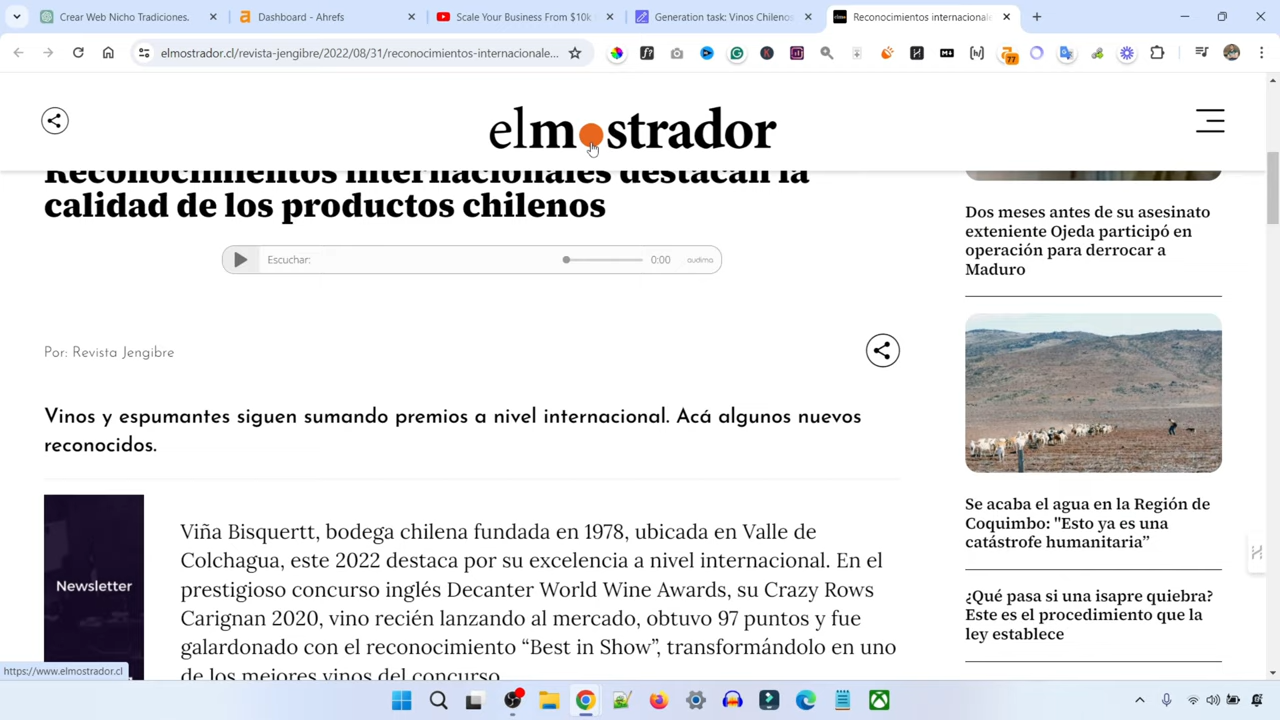 Crear Web Nicho Tradiciones.
Dashboard - Ahrefs
Scale Your Business From $10k
Generation task: Vinos Chilenos
Reconocimientos internacionale
elmostrador.cl/revista-jengibre/2022/08/31/reconocimientos-internacionale...
77
elmostrador
Reconocimientos internacionales destacan la
calidad de los productos chilenos
Escuchar:
0:00
audima
Por: Revista Jengibre
Vinos y espumantes siguen sumando premios a nivel internacional. Acá algunos nuevos
reconocidos.
Newsletter
Viña Bisquertt, bodega chilena fundada en 1978, ubicada en Valle de
Colchagua, este 2022 destaca por su excelencia a nivel internacional. En el
prestigioso concurso inglés Decanter World Wine Awards, su Crazy Rows
Carignan 2020, vino recién lanzando al mercado, obtuvo 97 puntos y fue
galardonado con el reconocimiento “Best in Show”, transformándolo en uno
de los mejores vinos del concurso.
Dos meses antes de su asesinato
exteniente Ojeda participó en
operación para derrocar a
Maduro
Se acaba el agua en la Región de
Coquimbo: "Esto ya es una
catástrofe humanitaria”
¿Qué pasa si una isapre quiebra?
Este es el procedimiento que la
ley establece
https://www.elmostrador.cl